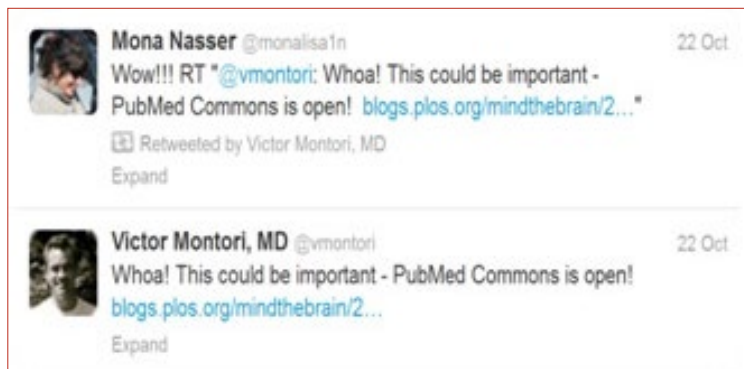 Mona Nasser @monalisa1n 22 Oct
Wow!!! RT "@vmontori: Whoa! This could be important -
PubMed Commons is open! blogs.plos.org/mindthebrain/2…"
Retweeted by Victor Montori, MD
Expand
Victor Montori, MD @vmontori 22 Oct
Whoa! This could be important - PubMed Commons is open!
blogs.plos.org/mindthebrain/2…
Expand